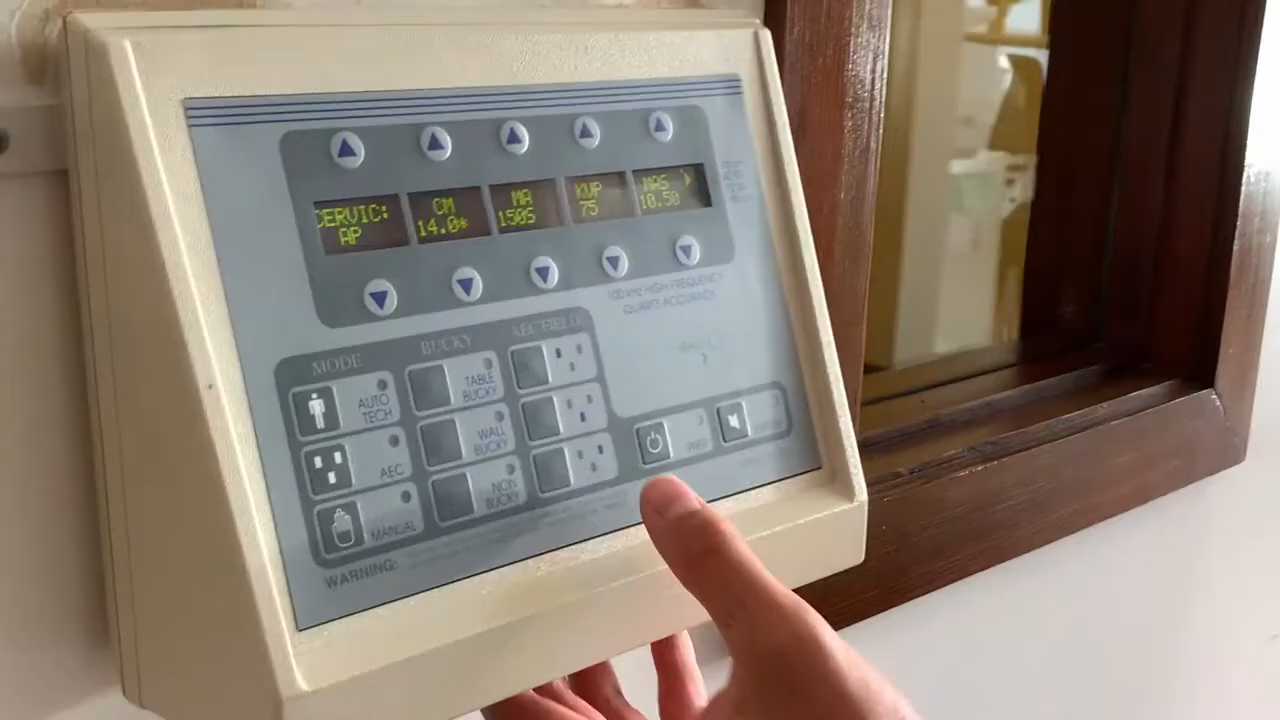 CERVIC: CM MA KVP MAS >
AP 14.0* 150S 75 10.50
100 kHz HIGH FREQUENCY
QUARTZ ACCURACY
MODE BUCKY AEC FIELD
AUTO TECH
TABLE BUCKY
AEC
WALL BUCKY
MANUAL
NON BUCKY
PREP
WARNING: